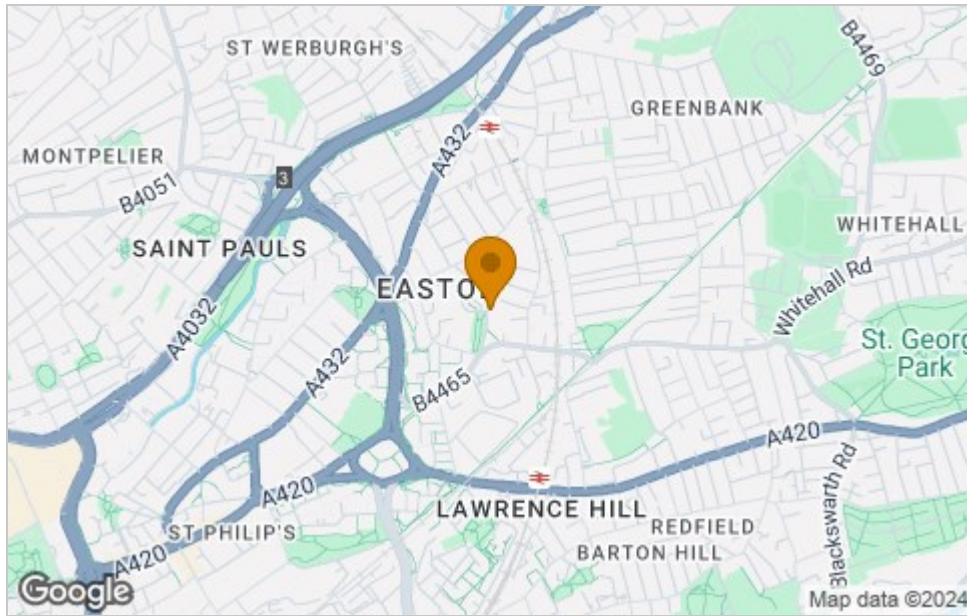 ST WERBURGH'S
B4469
GREENBANK
A432
MONTPELIER
3
B4051
WHITEHALL
SAINT PAULS
EASTO
Whitehall Rd
A4032
St. Georg
Park
A432
B4465
A420
A420
LAWRENCE HILL
ST PHILIP'S
REDFIELD
BARTON HILL
Blackswarth Rd
A420
Google
Map data ©2024